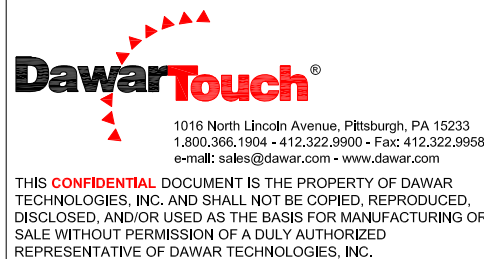 DawarTouch®
1016 North Lincoln Avenue, Pittsburgh, PA 15233
1.800.366.1904 - 412.322.9900 - Fax: 412.322.9958
e-mail: sales@dawar.com - www.dawar.com
THIS CONFIDENTIAL DOCUMENT IS THE PROPERTY OF DAWAR
TECHNOLOGIES, INC. AND SHALL NOT BE COPIED, REPRODUCED,
DISCLOSED, AND/OR USED AS THE BASIS FOR MANUFACTURING OR
SALE WITHOUT PERMISSION OF A DULY AUTHORIZED
REPRESENTATIVE OF DAWAR TECHNOLOGIES, INC.